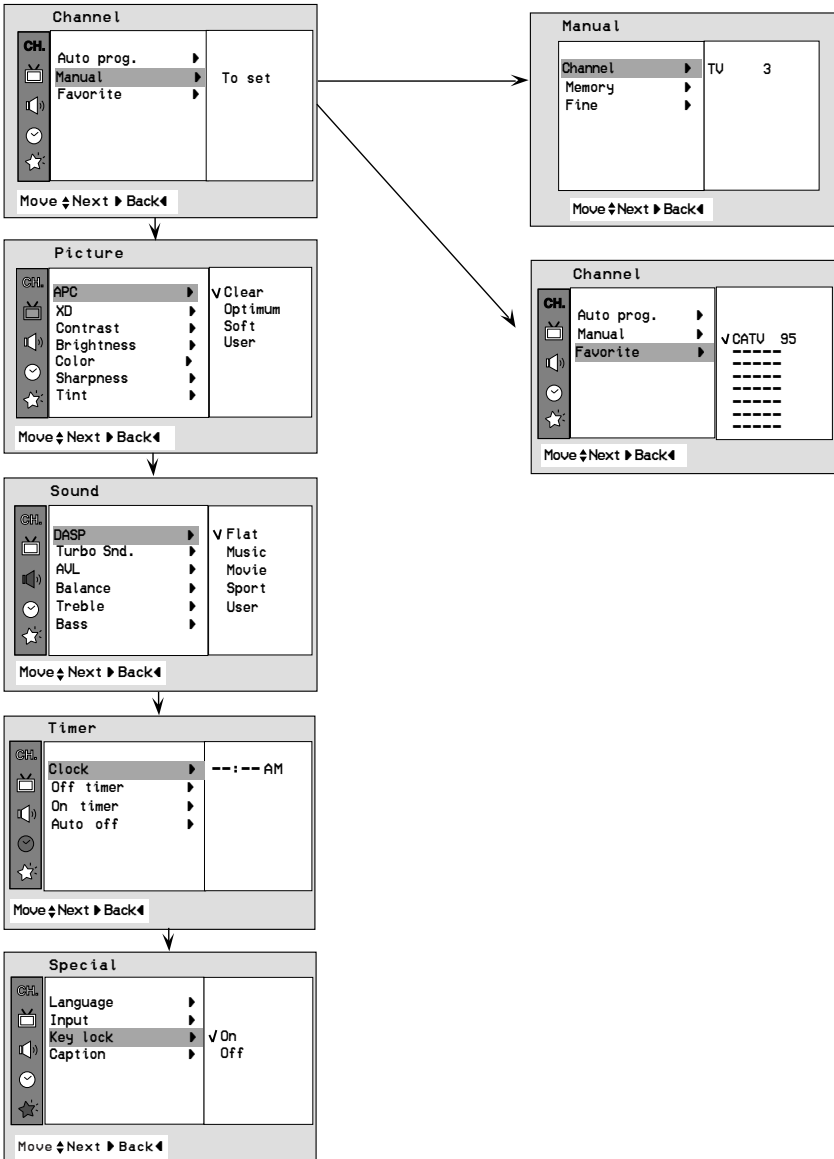 Channel
CH.
Auto prog.
Manual
Favorite
To set
Move Next Back
Manual
Channel
Memory
Fine
TV 3
Move Next Back
Picture
CH.
APC
XD
Contrast
Brightness
Color
Sharpness
Tint
Clear
Optimum
Soft
User
Move Next Back
Channel
CH.
Auto prog.
Manual
Favorite
CATV 95
-----
-----
-----
-----
-----
-----
Move Next Back
Sound
CH.
DASP
Turbo Snd.
AVL
Balance
Treble
Bass
Flat
Music
Movie
Sport
User
Move Next Back
Timer
CH.
Clock
Off timer
On timer
Auto off
--:-- AM
Move Next Back
Special
CH.
Language
Input
Key lock
Caption
On
Off
Move Next Back